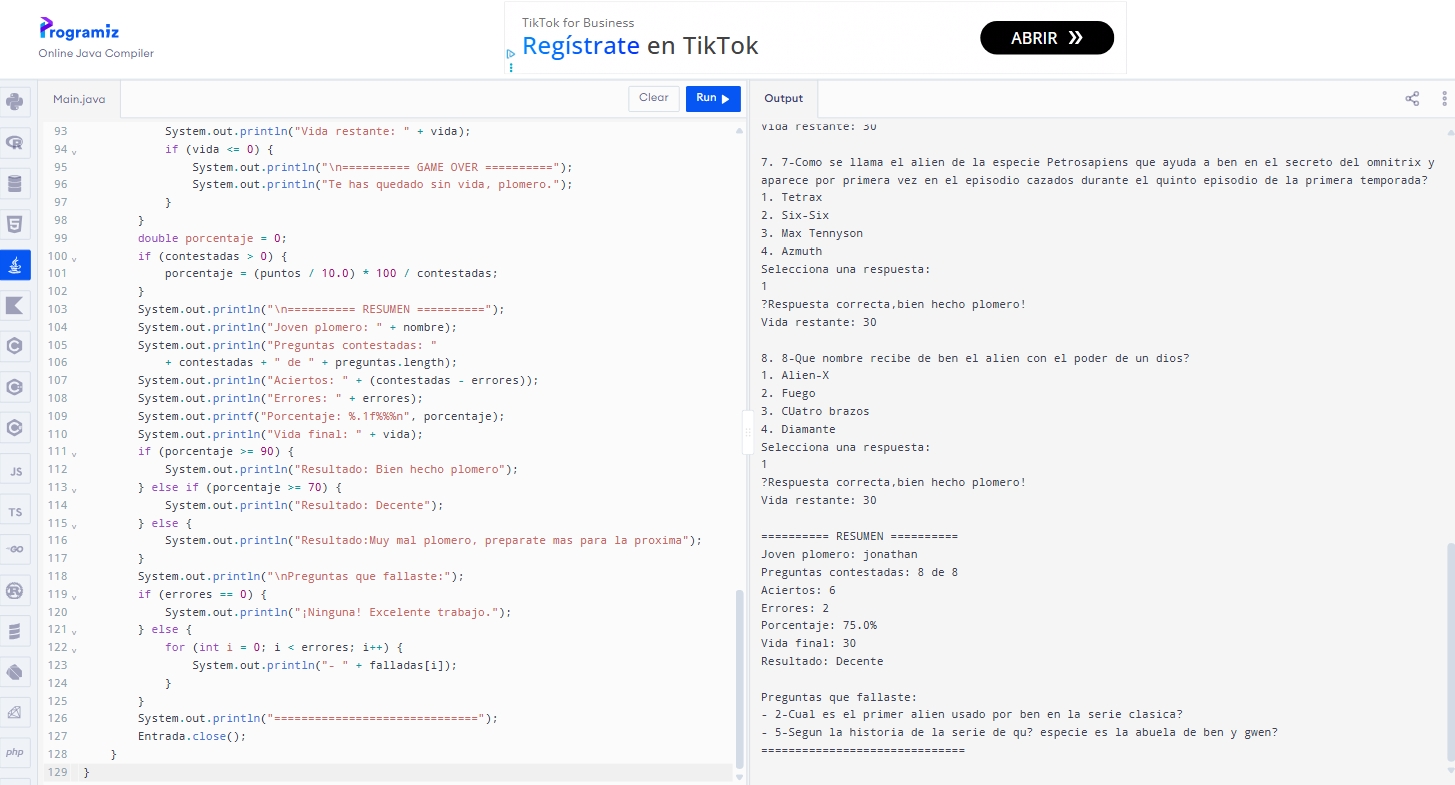 Programiz
Online Java Compiler
TikTok for Business
Regístrate en TikTok
ABRIR
Main.java
Clear
Run
Output
JS
TS
GO
php
93 System.out.println("Vida restante: " + vida);
94 if (vida <= 0) {
95 System.out.println("\n========== GAME OVER ==========");
96 System.out.println("Te has quedado sin vida, plomero.");
97 }
98 }
99 double porcentaje = 0;
100 if (contestadas > 0) {
101 porcentaje = (puntos / 10.0) * 100 / contestadas;
102 }
103 System.out.println("\n========== RESUMEN ==========");
104 System.out.println("Joven plomero: " + nombre);
105 System.out.println("Preguntas contestadas: "
106 + contestadas + " de " + preguntas.length);
107 System.out.println("Aciertos: " + (contestadas - errores));
108 System.out.println("Errores: " + errores);
109 System.out.printf("Porcentaje: %.1f%%%n", porcentaje);
110 System.out.println("Vida final: " + vida);
111 if (porcentaje >= 90) {
112 System.out.println("Resultado: Bien hecho plomero");
113 } else if (porcentaje >= 70) {
114 System.out.println("Resultado: Decente");
115 } else {
116 System.out.println("Resultado:Muy mal plomero, preparate mas para la proxima");
117 }
118 System.out.println("\nPreguntas que fallaste:");
119 if (errores == 0) {
120 System.out.println("¡Ninguna! Excelente trabajo.");
121 } else {
122 for (int i = 0; i < errores; i++) {
123 System.out.println("- " + falladas[i]);
124 }
125 }
126 System.out.println("==============================");
127 Entrada.close();
128 }
129 }
Vida restante: 30
7. 7-Como se llama el alien de la especie Petrosapiens que ayuda a ben en el secreto del omnitrix y
aparece por primera vez en el episodio cazados durante el quinto episodio de la primera temporada?
1. Tetrax
2. Six-Six
3. Max Tennyson
4. Azmuth
Selecciona una respuesta:
1
?Respuesta correcta,bien hecho plomero!
Vida restante: 30
8. 8-Que nombre recibe de ben el alien con el poder de un dios?
1. Alien-X
2. Fuego
3. CUatro brazos
4. Diamante
Selecciona una respuesta:
1
?Respuesta correcta,bien hecho plomero!
Vida restante: 30
========== RESUMEN ==========
Joven plomero: jonathan
Preguntas contestadas: 8 de 8
Aciertos: 6
Errores: 2
Porcentaje: 75.0%
Vida final: 30
Resultado: Decente
Preguntas que fallaste:
- 2-Cual es el primer alien usado por ben en la serie clasica?
- 5-Segun la historia de la serie de qu? especie es la abuela de ben y gwen?
==============================